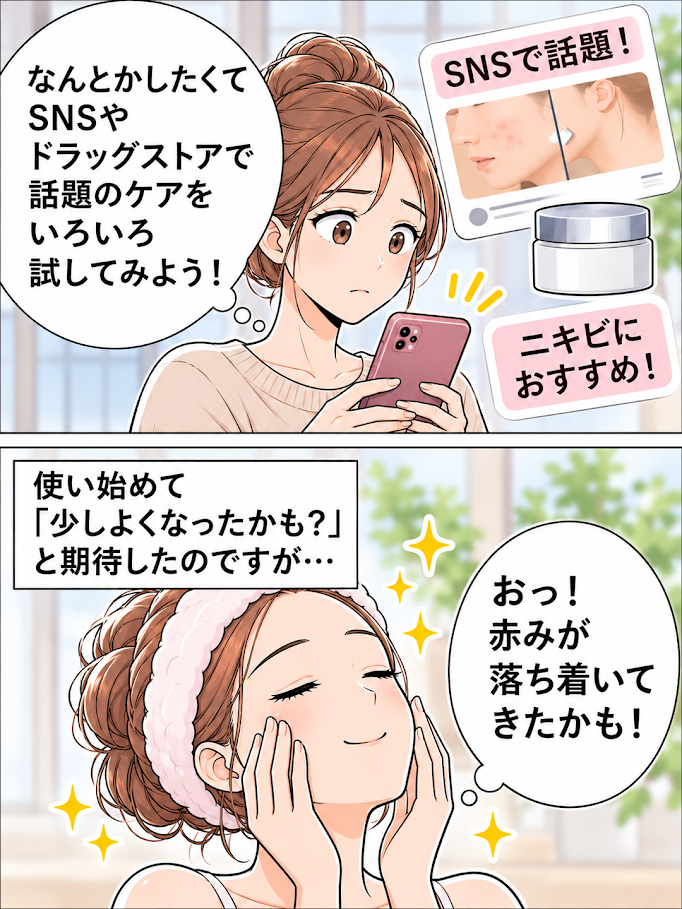 なんとかしたくて
SNSや
ドラッグストアで
話題のケアを
いろいろ
試してみよう！
SNSで話題！
ニキビに
おすすめ！
使い始めて
「少しよくなったかも？」
と期待したのですが…
おっ！
赤みが
落ち着いて
きたかも！